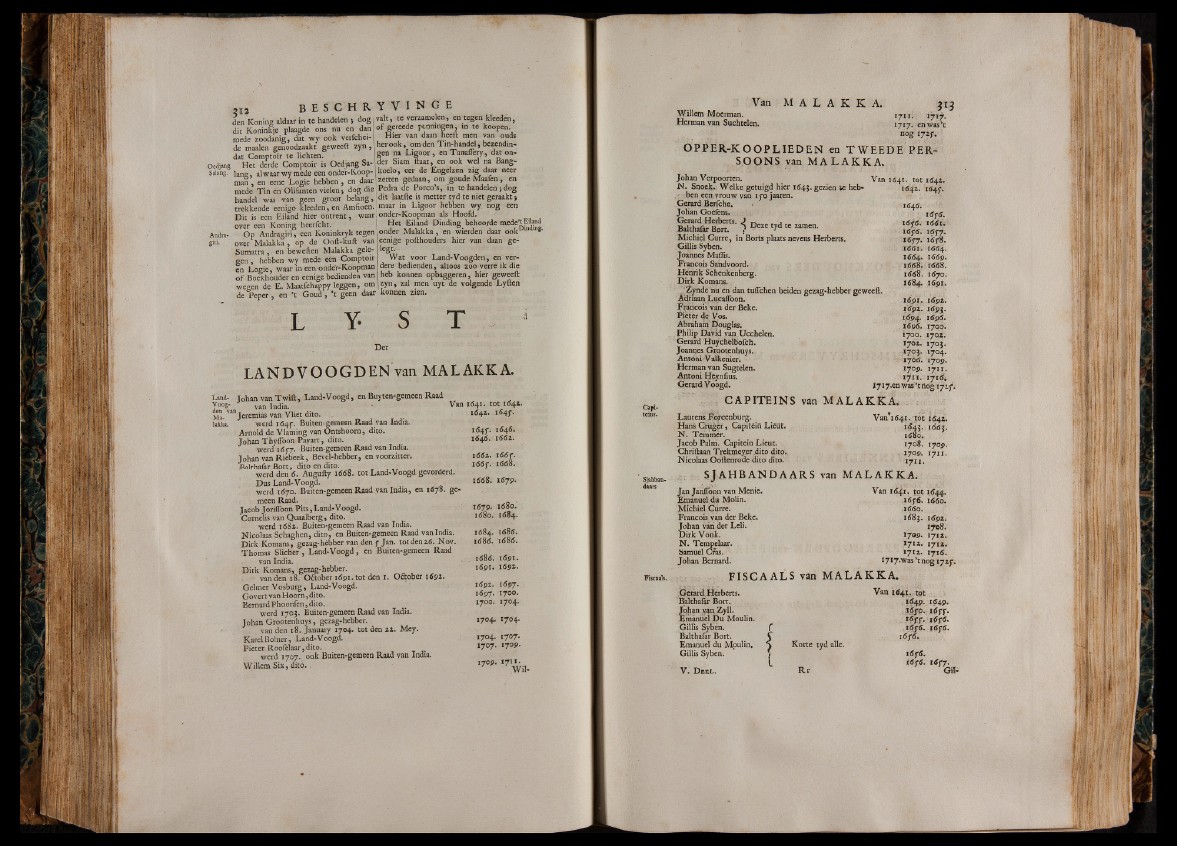 312 BESCHRYVINGE
den Koning aldaar in te handelen; dog
dit Koninkje plaagde ons nu en dan
mede zoodanig, dat wy ook verschei-
de maalen genoodzaakt geweest zyn,
dat Comptoir te lichten.
Oedjang Salang.
Het derde Comptoir is Oedjang Sa-
lang, alwaar wy mede een onder-Koop-
man, en eene Logie hebben, en daar
mede Tin en Olifanten vielen; dog die
handel was van geen groot belang,
trekkende eenige kleeden, en Amfioen.
Dit is een Eiland hier ontrent, waar
over een Koning heerscht.
Andra-
giri.
Op Andragiri, een Koninkryk tegen
over Malakka, op de Oost-kust van
Sumatra, en bewesten Malakka gele-
gen, hebben wy mede een Comptoir
en Logie, waar in een onder-Koopman
of Boekhouder en eenige bedienden van
wegen de E. Maatschappy leggen, om
de Peper, en 't Goud, 't geen daar
valt, te verzamelen, en tegen kleeden,
of gereede penningen, in te koopen.
Hier van daan heeft men van ouds
her ook, om den Tin-handel, bezendin-
gen na Ligoor, en Tanassery, dat on-
der Siam staat, en ook wel na Bang-
koelo, eer de Engelzen zig daar neer
zetten gedaan, om goude Maasen, en
Pedra de Porco's, in te handelen; dog
dit laatste is metter tyd te niet geraakt;
maar in Ligoor hebben wy nog een
onder-Koopman als Hoofd.
Het Eiland Dinding behoorde mede
onder Malakka, en wierden daar ook
eenige posthouders hier van daan ge-
legt.
't Eiland
Dinding.
Wat voor Land-Voogden, en ver-
dere bedienden, altoos zoo verre ik die
heb konnen opbaggeren, hier geweest
zyn, zal men uyt de volgende Lysten
konnen zien.
LYST
Der
LANDVOOGDEN van MALAKKA.
Land-
Voog-
den van
Ma-
lakka.
Johan van Twist, Land-Voogd, en Buyten-gemeen Raad
van India. Van 1641. tot 1642.
Jeremias van Vliet dito. 1642. 1645.
werd 1645. Buiten-gemeen Raad van India.
Arnold de Vlaming van Outshoorn, dito. 1645. 1646.
Johan Thyssoon Payart, dito. 1646. 1662.
werd 1657. Buiten-gemeen Raad van India.
Johan van Riebeek, Bevel-hebber, en voorzitter. 1662. 1665.
Balthasar Bort, dito en dito. 1665. 1668.
werd den 6. Augusty 1668. tot Land-Voogd gevorderd.
Dus Land-Voogd. 1668. 1679.
werd 1670. Buiten-gemeen Raad van India, en 1678. ge-
meen Raad.
Jacob Jorissoon Pits, Land-Voogd. 1679. 1680.
Cornelis van Quaalberg, dito. 1680. 1684.
werd 1682. Buiten-gemeen Raad van India.
Nicolaas Schaghen, dito, en Buiten-gemeen Raad van India. 1684. 1686.
Dirk Komans, gezag-hebber van den 5 Jan. tot den 26. Nov. 1686. 1686.
Thomas Slicher, Land-Voogd, en Buiten-gemeen Raad
van India. 1686. 1691.
Dirk Komans, gezag-hebber. 1691. 1692.
van den 18. October 1691. tot den 1. October 1692.
Gelmer Vosburg, Land-Voogd. 1692. 1697.
Govert van Hoorn, dito. 1697. 1700.
Bernard Phoonsen, dito. 1700. 1704.
werd 1703. Buiten-gemeen Raad van India.
Johan Grootenhuys, gezag-hebber. 1704. 1704.
van den 18. January 1704. tot den 22. Mey.
Karel Bolner, Land-Voogd. 1704. 1707.
Pieter Rooselaar, dito. 1707. 1709.
werd 1707. ook Buiten-gemeen Raad van India.
Willem Six, dito. 1709. 1711.
Wil-
Van MALAKKA. 313
Willem Moerman. 1711. 1717.
Herman van Suchtelen. 1717. en was 't
nog 1725.
OPPER-KOOPLIEDEN en TWEEDE PER-
SOONS van MALAKKA.
Johan Verpoorten. Van 1641. tot 1642.
N. Snoek. Welke getuigd hier 1643. gezien te heb- 1642. 1645.
ben een vrouw van 150 jaaren.
Gerard Bersche. 1646.
Johan Goesens. 1656.
Gerard Herberts. 1656. 1661.
Balthasar Bort. } Deze tyd te zamen. 1656. 1657.
Michiel Curre, in Borts plaats nevens Herberts. 1657. 1658.
Gillis Syben. 1661. 1664.
Joannes Massis. 1664. 1669.
Francois Sandvoord. 1668. 1668.
Henrik Schenkenberg. 1668. 1670.
Dirk Komans. 1684. 1691.
Zynde nu en dan tusschen beiden gezag-hebber geweest.
Adriaan Lucassoon. 1691. 1692.
Francois van der Beke. 1692. 1693.
Pieter de Vos. 1694. 1696.
Abraham Douglas. 1696. 1700.
Philip David van Ucchelen. 1700. 1702.
Gerard Huychelbosch. 1702. 1703.
Joannes Grootenhuys. 1703. 1704.
Antoni Valkenier. 1706. 1709.
Herman van Sugtelen. 1709. 1711.
Antoni Heynsius. 1711. 1716.
Gerard Voogd. 1717. en was 't nog 1725.
CAPITEINS van MALAKKA.
Capi-
teins.
Laurens Forcenburg. Van 1641. tot 1642.
Hans Cruger, Capitein Lieut. 1643. 1663.
N. Temmer. 1680.
Jacob Palm. Capitein Lieut. 1708. 1709.
Christiaan Tyekmeyer dito dito. 1709. 1711.
Nicolaas Oostenrode dito dito. 1711.
SJAHBANDAARS van MALAKKA.
Sjahban-
daars
Jan Janssoon van Menie. Van 1641. tot 1644.
Emanuel du Molin. 1656. 1660.
Michiel Curre. 1660.
Francois van der Beke. 1683. 1692.
Johan van der Leli. 1708.
Dirk Vonk. 1709. 1712.
N. Tempelaar. 1712. 1712.
Samuel Cras. 1712. 1716.
Johan Bernard. 1717. was 't nog 1725.
Fiscaals.
FISCAALS van MALAKKA.
Gerard Herberts. Van 1641. tot
Balthasar Bort. 1649. 1649.
Johan van Zyll. 1650. 1655.
Emanuel Du Moulin. 1655. 1656.
Gillis Syben. 1656. 1656.
Balthasar Bort. 1656.
Emanuel du Moulin. } Korte tyd alle.
Gillis Syben. 1656.
1656. 1657.
V. DEEL. Rr Gil-